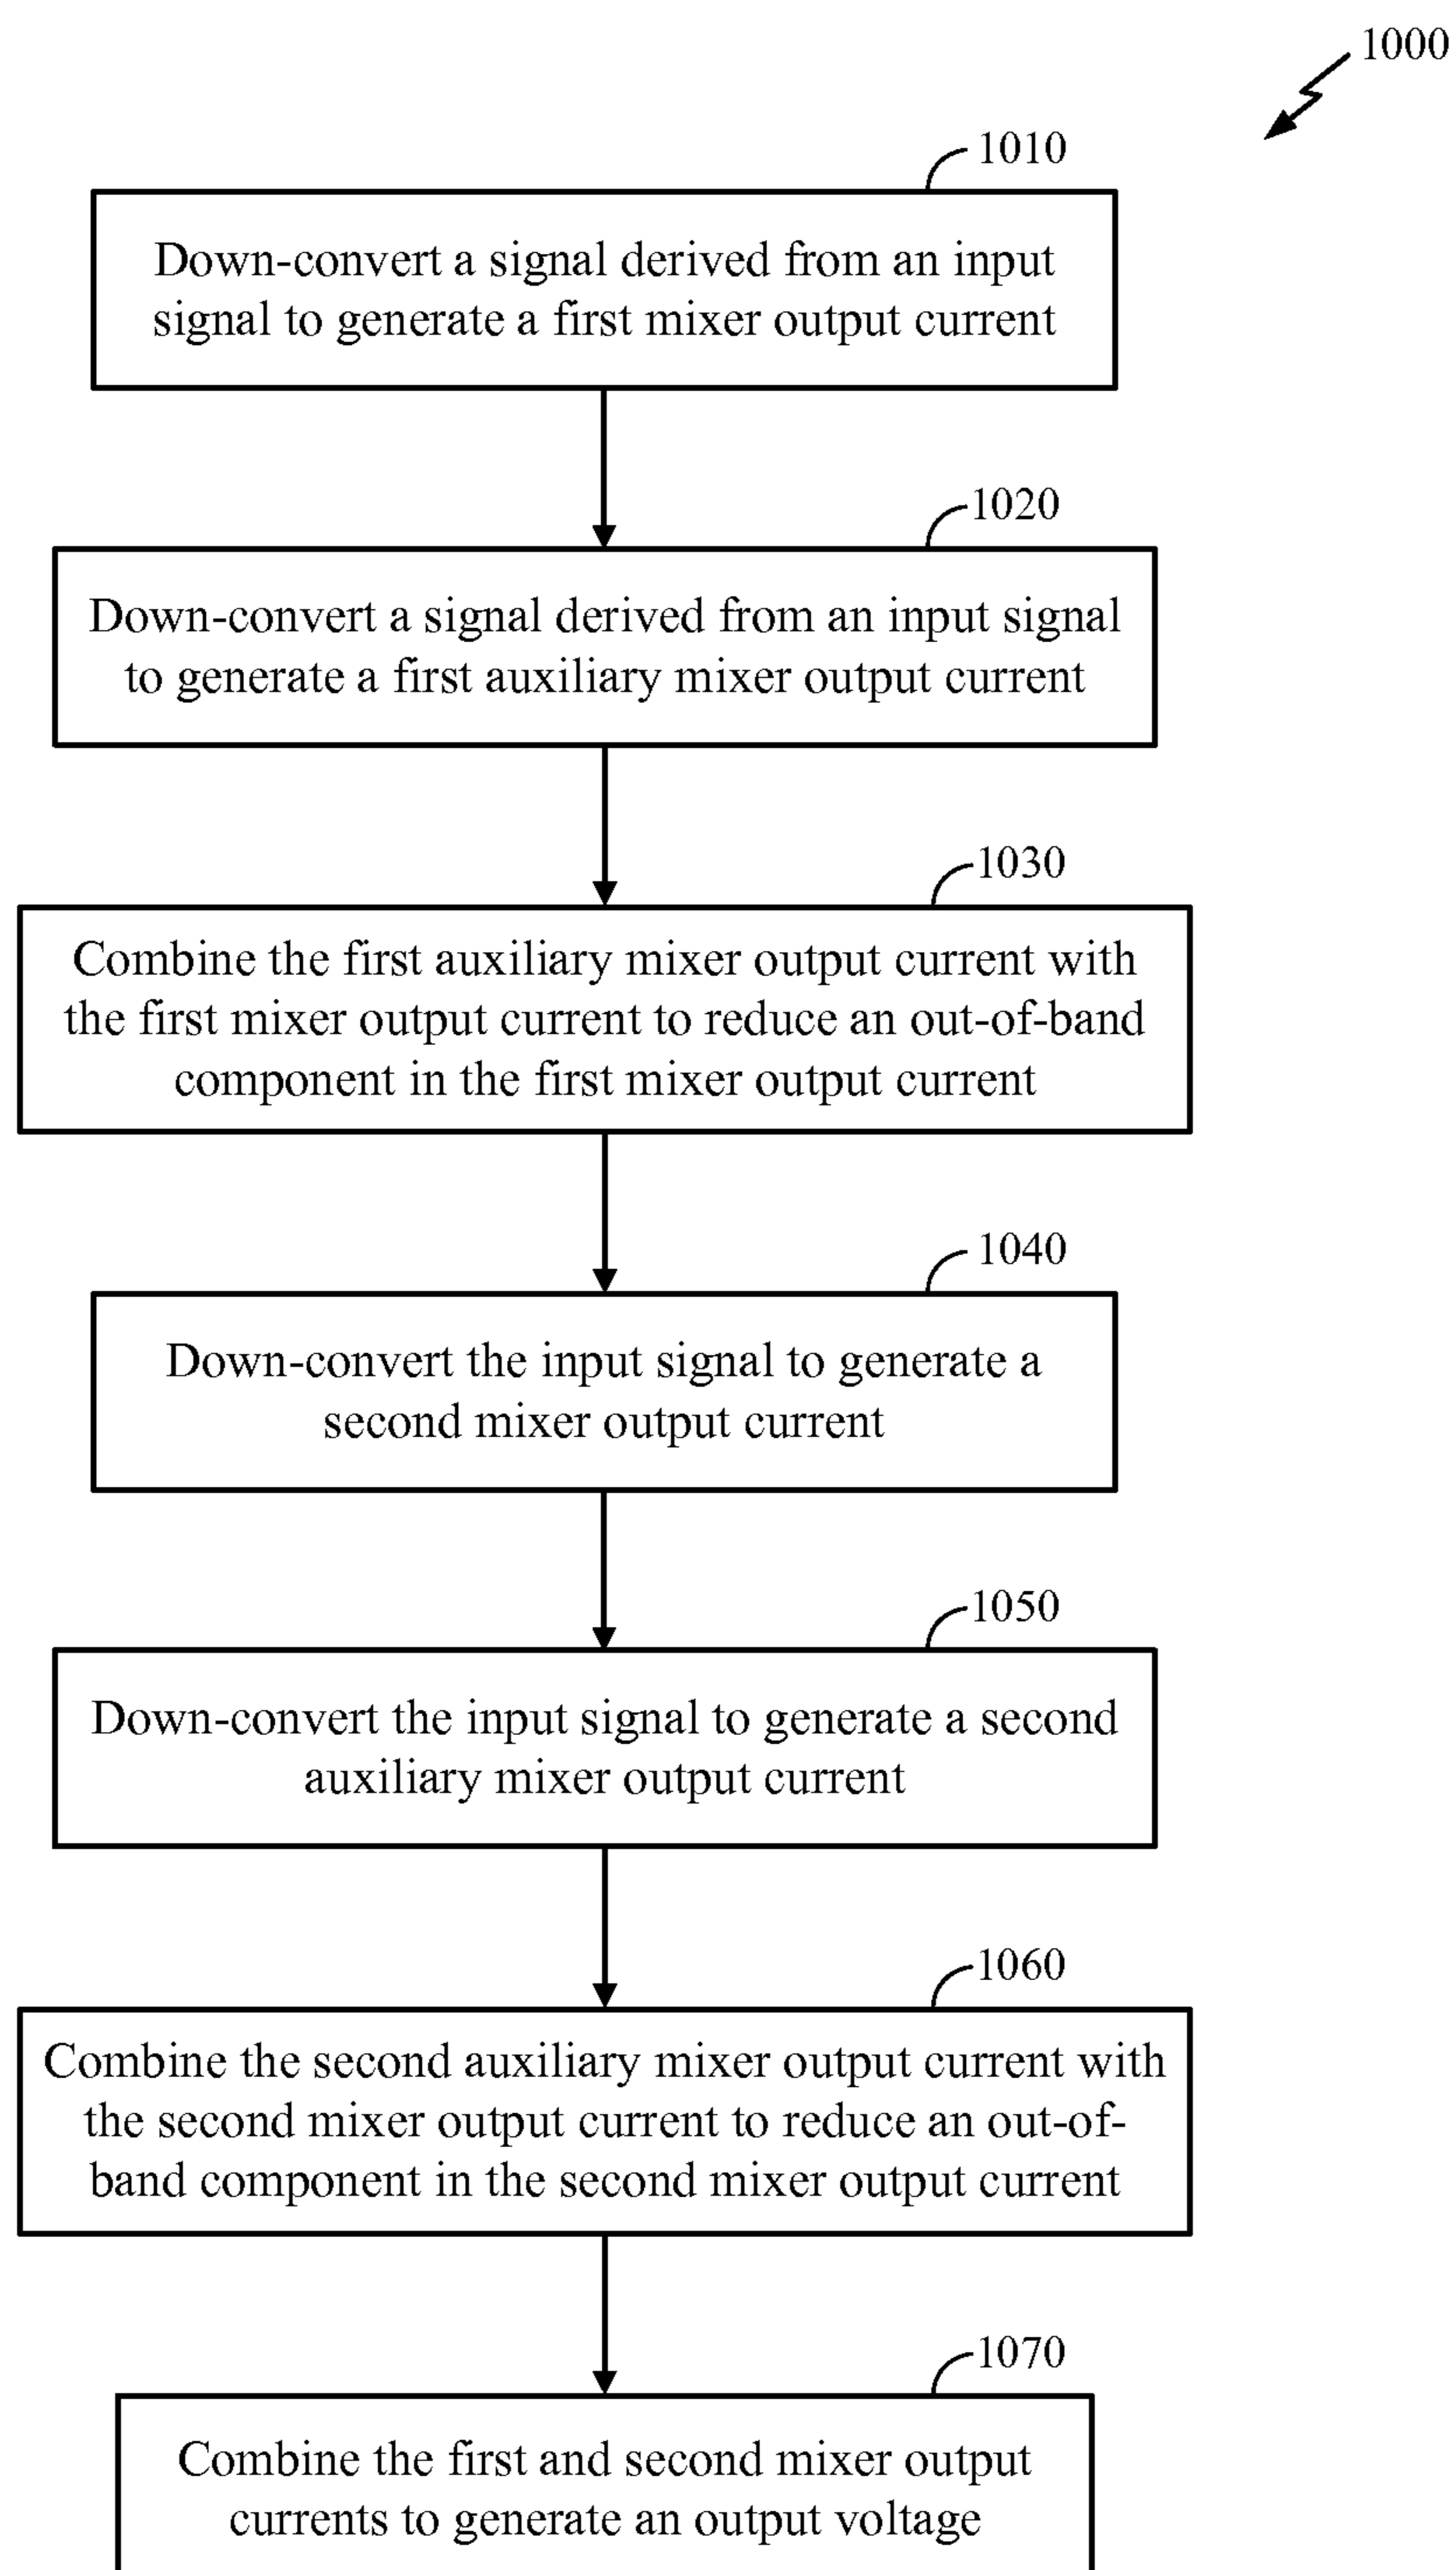 1000
1010
Down-convert a signal derived from an input
signal to generate a first mixer output current
1020
Down-convert a signal derived from an input signal
to generate a first auxiliary mixer output current
1030
Combine the first auxiliary mixer output current with
the first mixer output current to reduce an out-of-band
component in the first mixer output current
1040
Down-convert the input signal to generate a
second mixer output current
1050
Down-convert the input signal to generate a second
auxiliary mixer output current
1060
Combine the second auxiliary mixer output current with
the second mixer output current to reduce an out-of-
band component in the second mixer output current
1070
Combine the first and second mixer output
currents to generate an output voltage